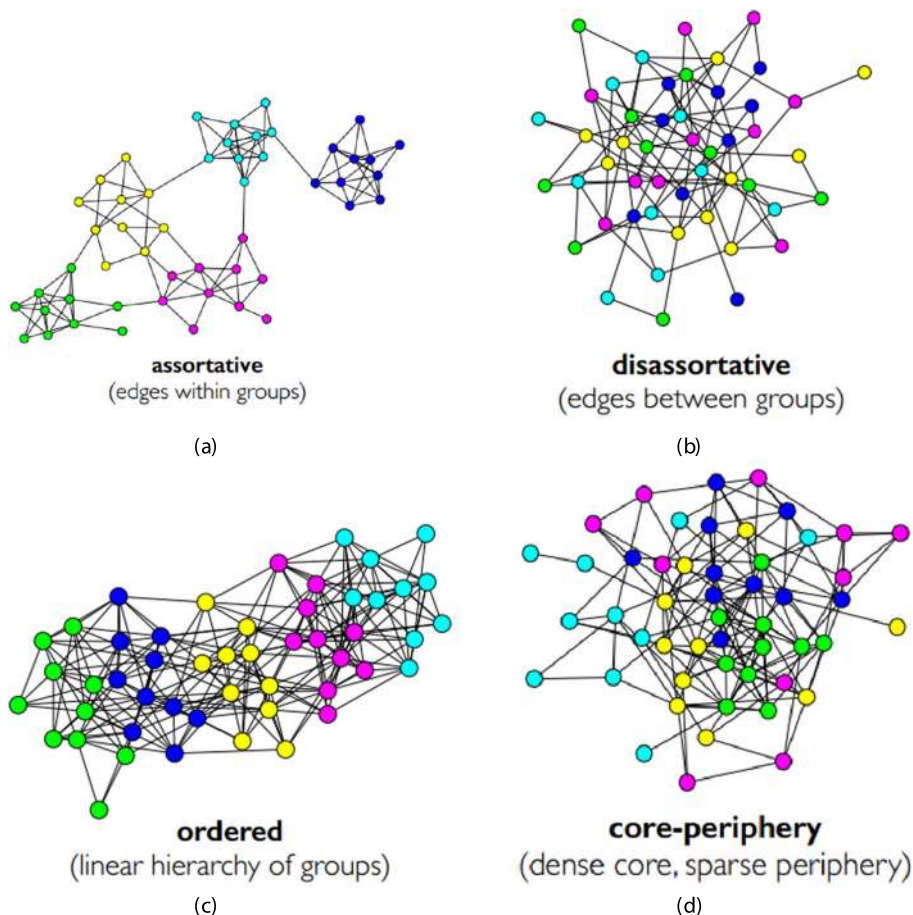 assortative
(edges within groups)
(a)
disassortative
(edges between groups)
(b)
ordered
(linear hierarchy of groups)
(c)
core-periphery
(dense core, sparse periphery)
(d)